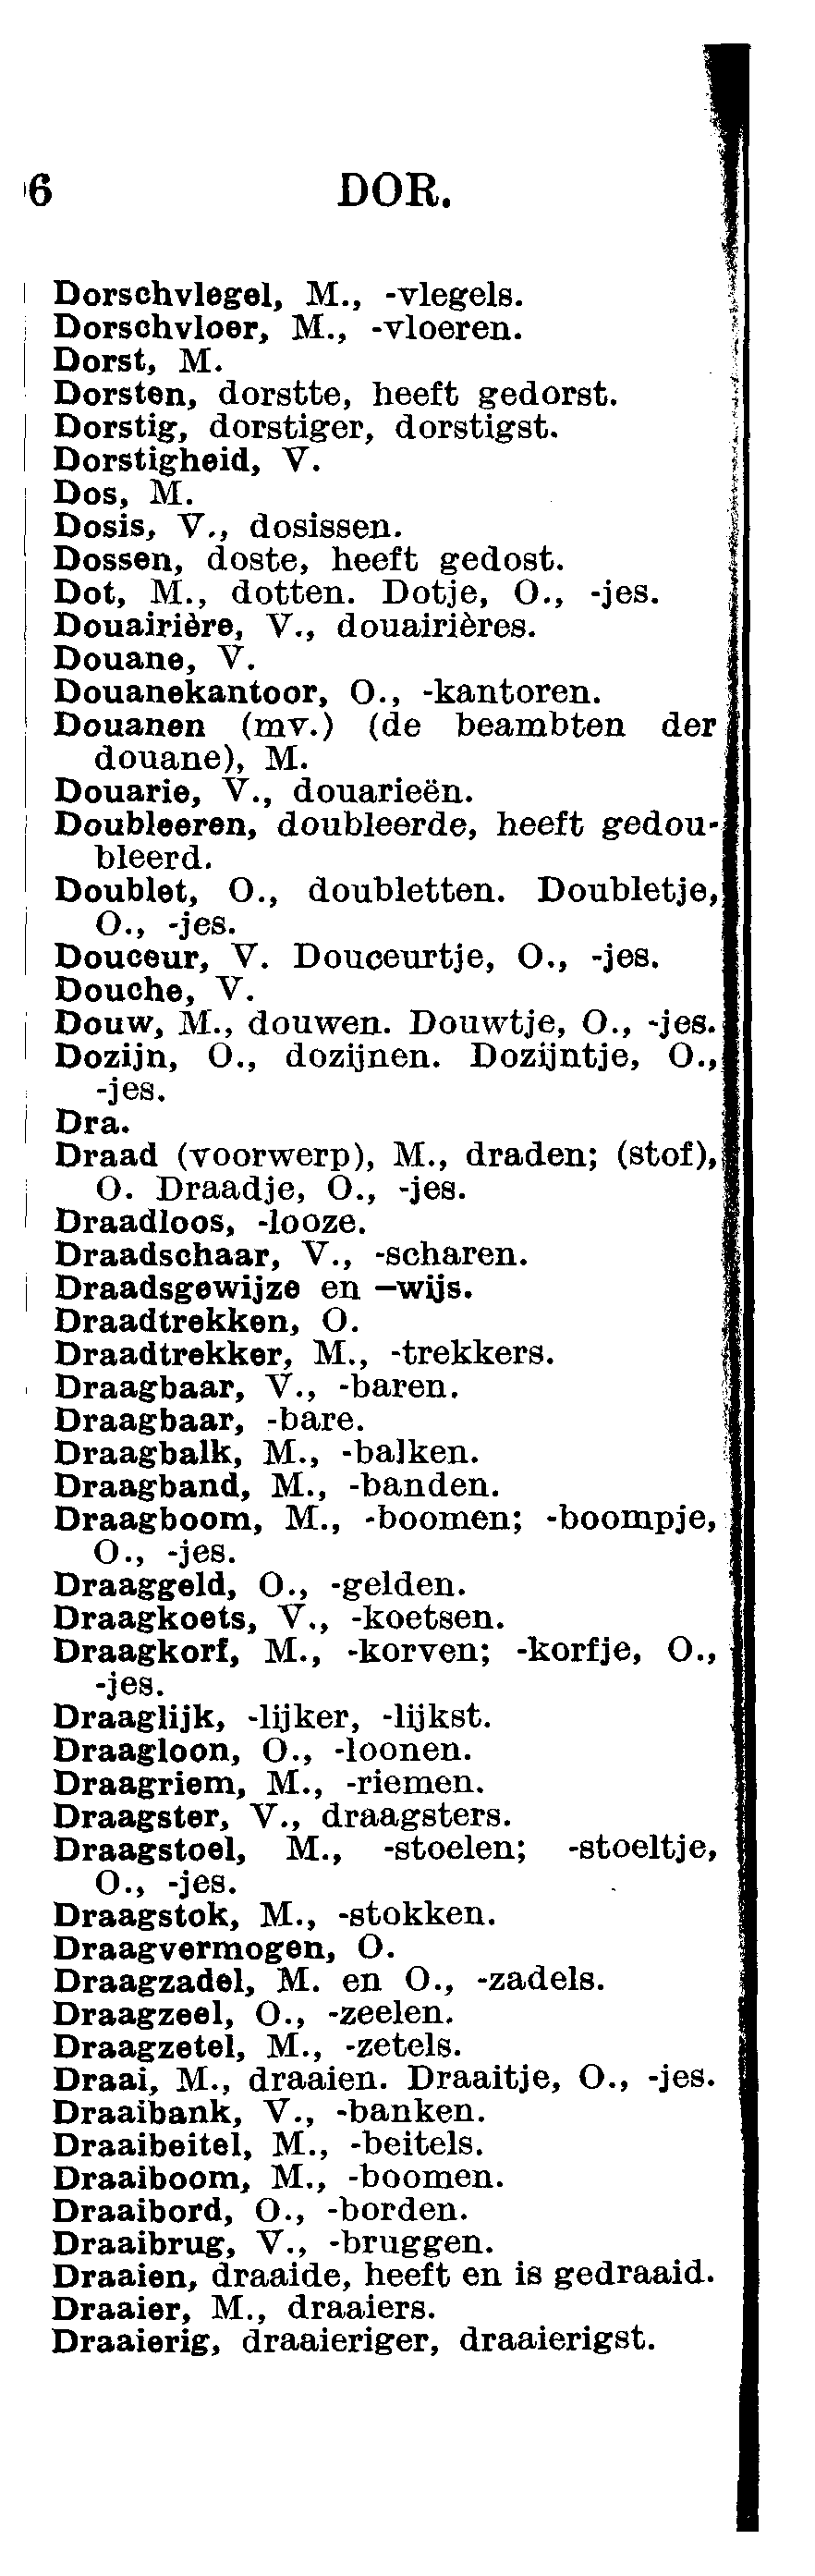 6 DOR.
Dorschvlegel, M., -vlegels.
Dorschvloer, M., -vloeren.
Dorst, M.
Dorsten, dorstte, heeft gedorst.
Dorstig, dorstiger, dorstigst.
Dorstigheid, V.
Dos, M.
Dosis, V., dosissen.
Dossen, doste, heeft gedost.
Dot, M., dotten. Dotje, O., -jes.
Douairière, V., douairières.
Douane, V.
Douanekantoor, O., -kantoren.
Douanen (mv.) (de beambten der
douane), M.
Douarie, V., douarieën.
Doubleeren, doubleerde, heeft gedou-
bleerd.
Doublet, O., doubletten. Doubletje,
O., -jes.
Douceur, V. Douceurtje, O., -jes.
Douche, V.
Douw, M., douwen. Douwtje, O., -jes.
Dozijn, O., dozijnen. Dozijntje, O.,
-jes.
Dra.
Draad (voorwerp), M., draden; (stof),
O. Draadje, O., -jes.
Draadloos, -looze.
Draadschaar, V., -scharen.
Draadsgewijze en —wijs.
Draadtrekken, O.
Draadtrekker, M., -trekkers.
Draagbaar, V., -baren.
Draagbaar, -bare.
Draagbalk, M., -balken.
Draagband, M., -banden.
Draagboom, M., -boomen; -boompje,
O., -jes.
Draaggeld, O., -gelden.
Draagkoets, V., -koetsen.
Draagkorf, M., -korven; -korfje, O.,
-jes.
Draaglijk, -lijker, -lijkst.
Draagloon, O., -loonen.
Draagriem, M., -riemen.
Draagster, V., draagsters.
Draagstoel, M., -stoelen; -stoeltje,
O., -jes.
Draagstok, M., -stokken.
Draagvermogen, O.
Draagzadel, M. en O., -zadels.
Draagzeel, O., -zeelen.
Draagzetel, M., -zetels.
Draai, M., draaien. Draaitje, O., -jes.
Draaibank, V., -banken.
Draaibeitel, M., -beitels.
Draaiboom, M., -boomen.
Draaibord, O., -borden.
Draaibrug, V., -bruggen.
Draaien, draaide, heeft en is gedraaid.
Draaier, M., draaiers.
Draaierig, draaieriger, draaierigst.